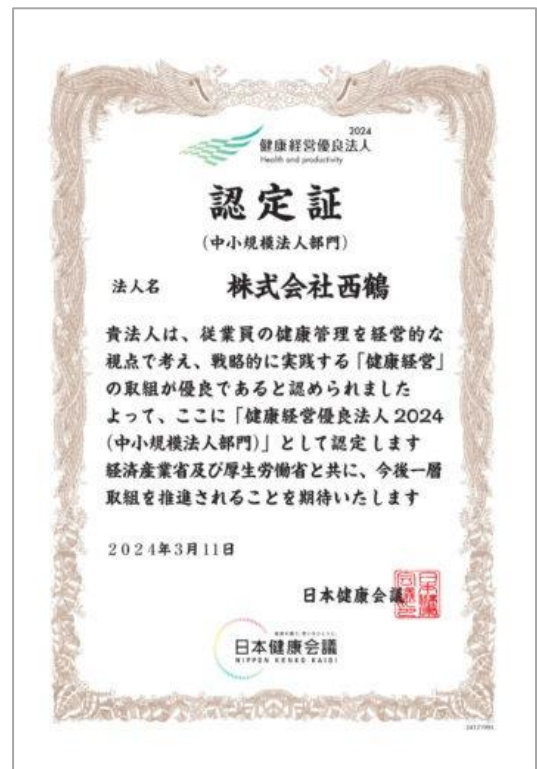 2024
健康経営優良法人
Health and productivity
認定証
(中小規模法人部門)
法人名 株式会社西鶴
貴法人は、従業員の健康管理を経営的な
視点で考え、戦略的に実践する「健康経営」
の取組が優良であると認められました
よって、ここに「健康経営優良法人2024
(中小規模法人部門)」として認定します
経済産業省及び厚生労働省と共に、今後一層
取組を推進されることを期待いたします
2024年3月11日
日本健康会議
日本健康会議
NIPPON KENKO KAIGI